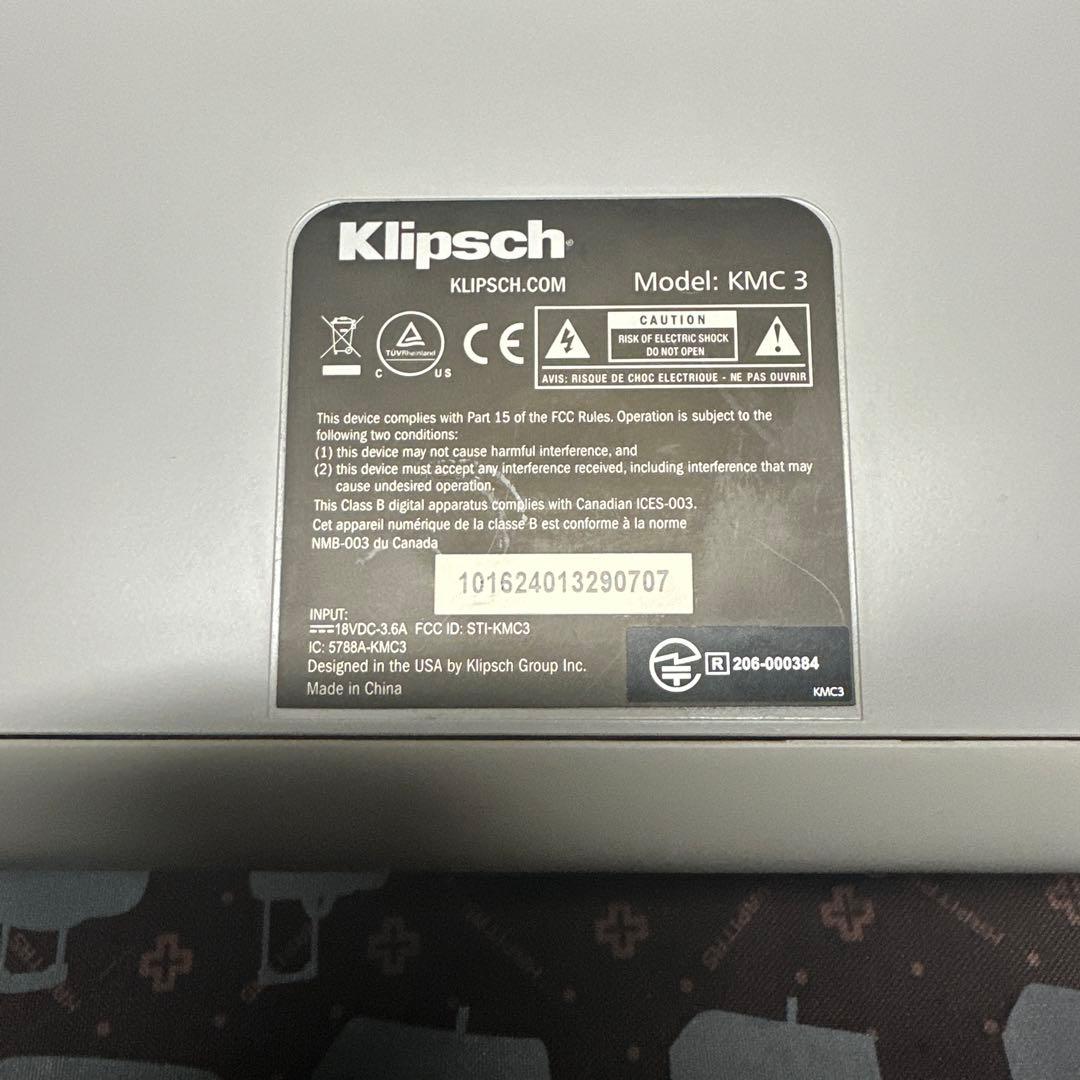 Klipsch®
KLIPSCH.COM
Model: KMC 3
TÜVRheinland
C US
CE
CAUTION
RISK OF ELECTRIC SHOCK
DO NOT OPEN
AVIS: RISQUE DE CHOC ELECTRIQUE - NE PAS OUVRIR
This device complies with Part 15 of the FCC Rules. Operation is subject to the
following two conditions:
(1) this device may not cause harmful interference, and
(2) this device must accept any interference received, including interference that may
cause undesired operation.
This Class B digital apparatus complies with Canadian ICES-003.
Cet appareil numérique de la classe B est conforme à la norme
NMB-003 du Canada
101624013290707
INPUT:
18VDC-3.6A FCC ID: STI-KMC3
IC: 5788A-KMC3
Designed in the USA by Klipsch Group Inc.
Made in China
R 206-000384
KMC3